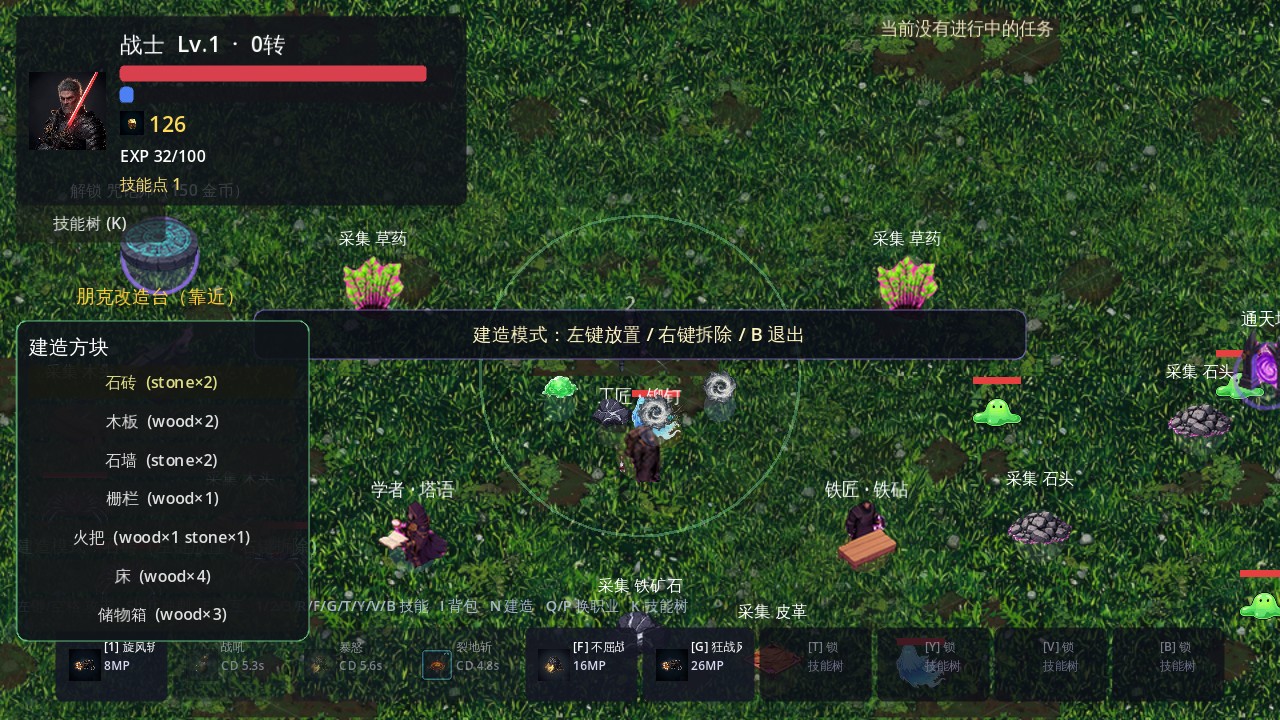 战士 Lv.1 · 0转
当前没有进行中的任务
126
EXP 32/100
技能点 1
技能树 (K)
采集 草药
采集 草药
朋克改造台（靠近）
通天
建造模式：左键放置 / 右键拆除 / B 退出
建造方块
采集 石头
石砖 (stone×2)
木板 (wood×2)
石墙 (stone×2)
栅栏 (wood×1)
火把 (wood×1 stone×1)
床 (wood×4)
储物箱 (wood×3)
采集 石头
学者 · 塔语
铁匠 · 铁砧
采集 铁矿石
采集 皮革
R/F/G/T/Y/V/B 技能 I 背包 N 建造 Q/P 换职业 K 技能树
[1] 旋风斩
8MP
战吼
CD 5.3s
暴怒
CD 5.6s
裂地斩
CD 4.8s
[F] 不屈战
16MP
[G] 狂战
26MP
[T] 锁
技能树
[Y] 锁
技能树
[V] 锁
技能树
[B] 锁
技能树